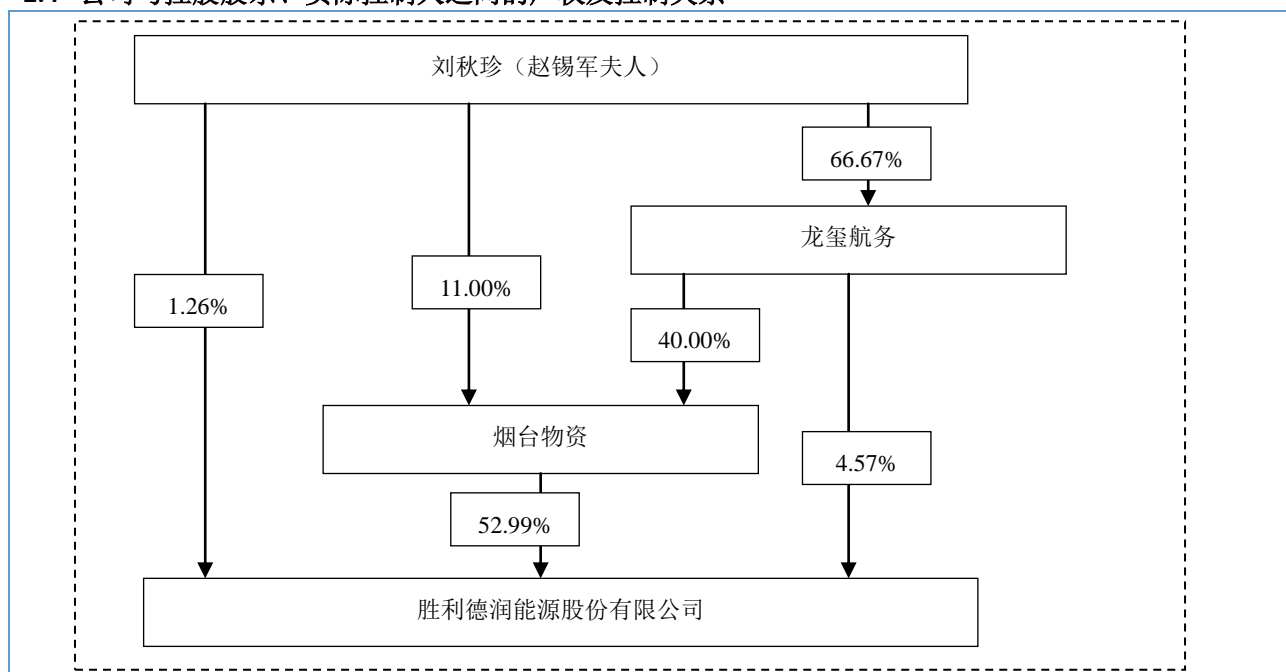 刘秋珍（赵锡军夫人）
66.67%
龙玺航务
1.26%
11.00%
40.00%
烟台物资
4.57%
52.99%
胜利德润能源股份有限公司